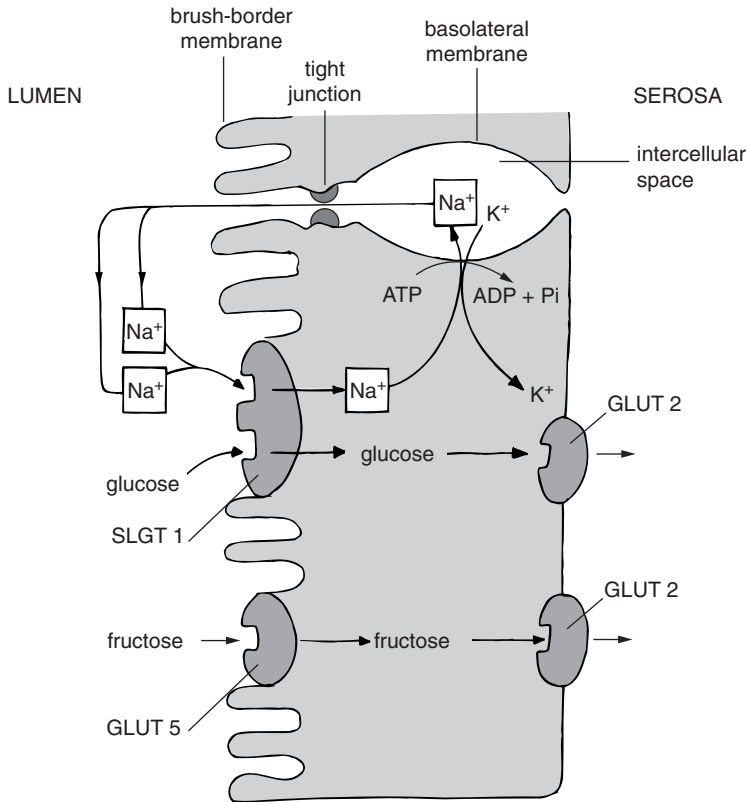 brush-border
membrane
basolateral
membrane
tight
junction
LUMEN
SEROSA
intercellular
space
Na⁺
K⁺
ATP
ADP + Pi
Na⁺
Na⁺
Na⁺
K⁺
GLUT 2
glucose
glucose
SLGT 1
GLUT 2
fructose
fructose
GLUT 5